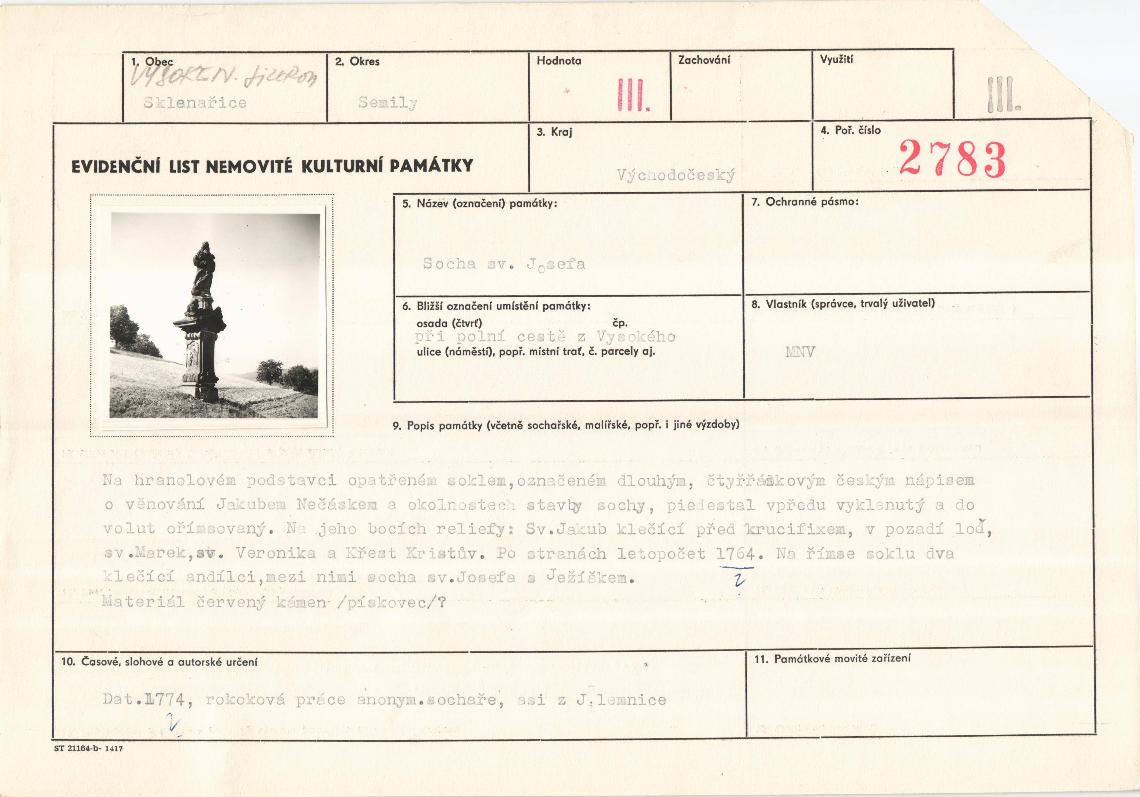 1. Obec
VYSOKÉ N. JIZEROU
Sklenařice
2. Okres
Semily
Hodnota
III.
Zachování
Využití
III.
EVIDENČNÍ LIST NEMOVITÉ KULTURNÍ PAMÁTKY
3. Kraj
Východočeský
4. Poř. číslo
2783
5. Název (označení) památky:
Socha sv. Josefa
7. Ochranné pásmo:
6. Bližší označení umístění památky:
osada (čtvrť) čp.
při polní cestě z Vysokého
ulice (náměstí), popř. místní trať, č. parcely aj.
8. Vlastník (správce, trvalý uživatel)
MNV
9. Popis památky (včetně sochařské, malířské, popř. i jiné výzdoby)
Na hranolovém podstavci opatřeném soklem,označeném dlouhým, čtyřřádkovým českým nápisem
o věnování Jakubem Nečáskem a okolnostech stavby sochy, piedestal vpředu vyklenutý a do
volutořímsovaný. Na jeho bocích reliefy: Sv.Jakub klečící před krucifixem, v pozadí loď,
sv.Marek,sv. Veronika a Křest Kristův. Po stranách letopočet 1764. Na římse soklu dva
klečící andílci,mezi nimi socha sv.Josefa s Ježíškem.
?
Materiál červený kámen /pískovec/?
10. Časové, slohové a autorské určení
Dat.1774, rokoková práce anonym.sochaře, asi z Jilemnice
?
11. Památkové movité zařízení
ST 21164-b- 1417